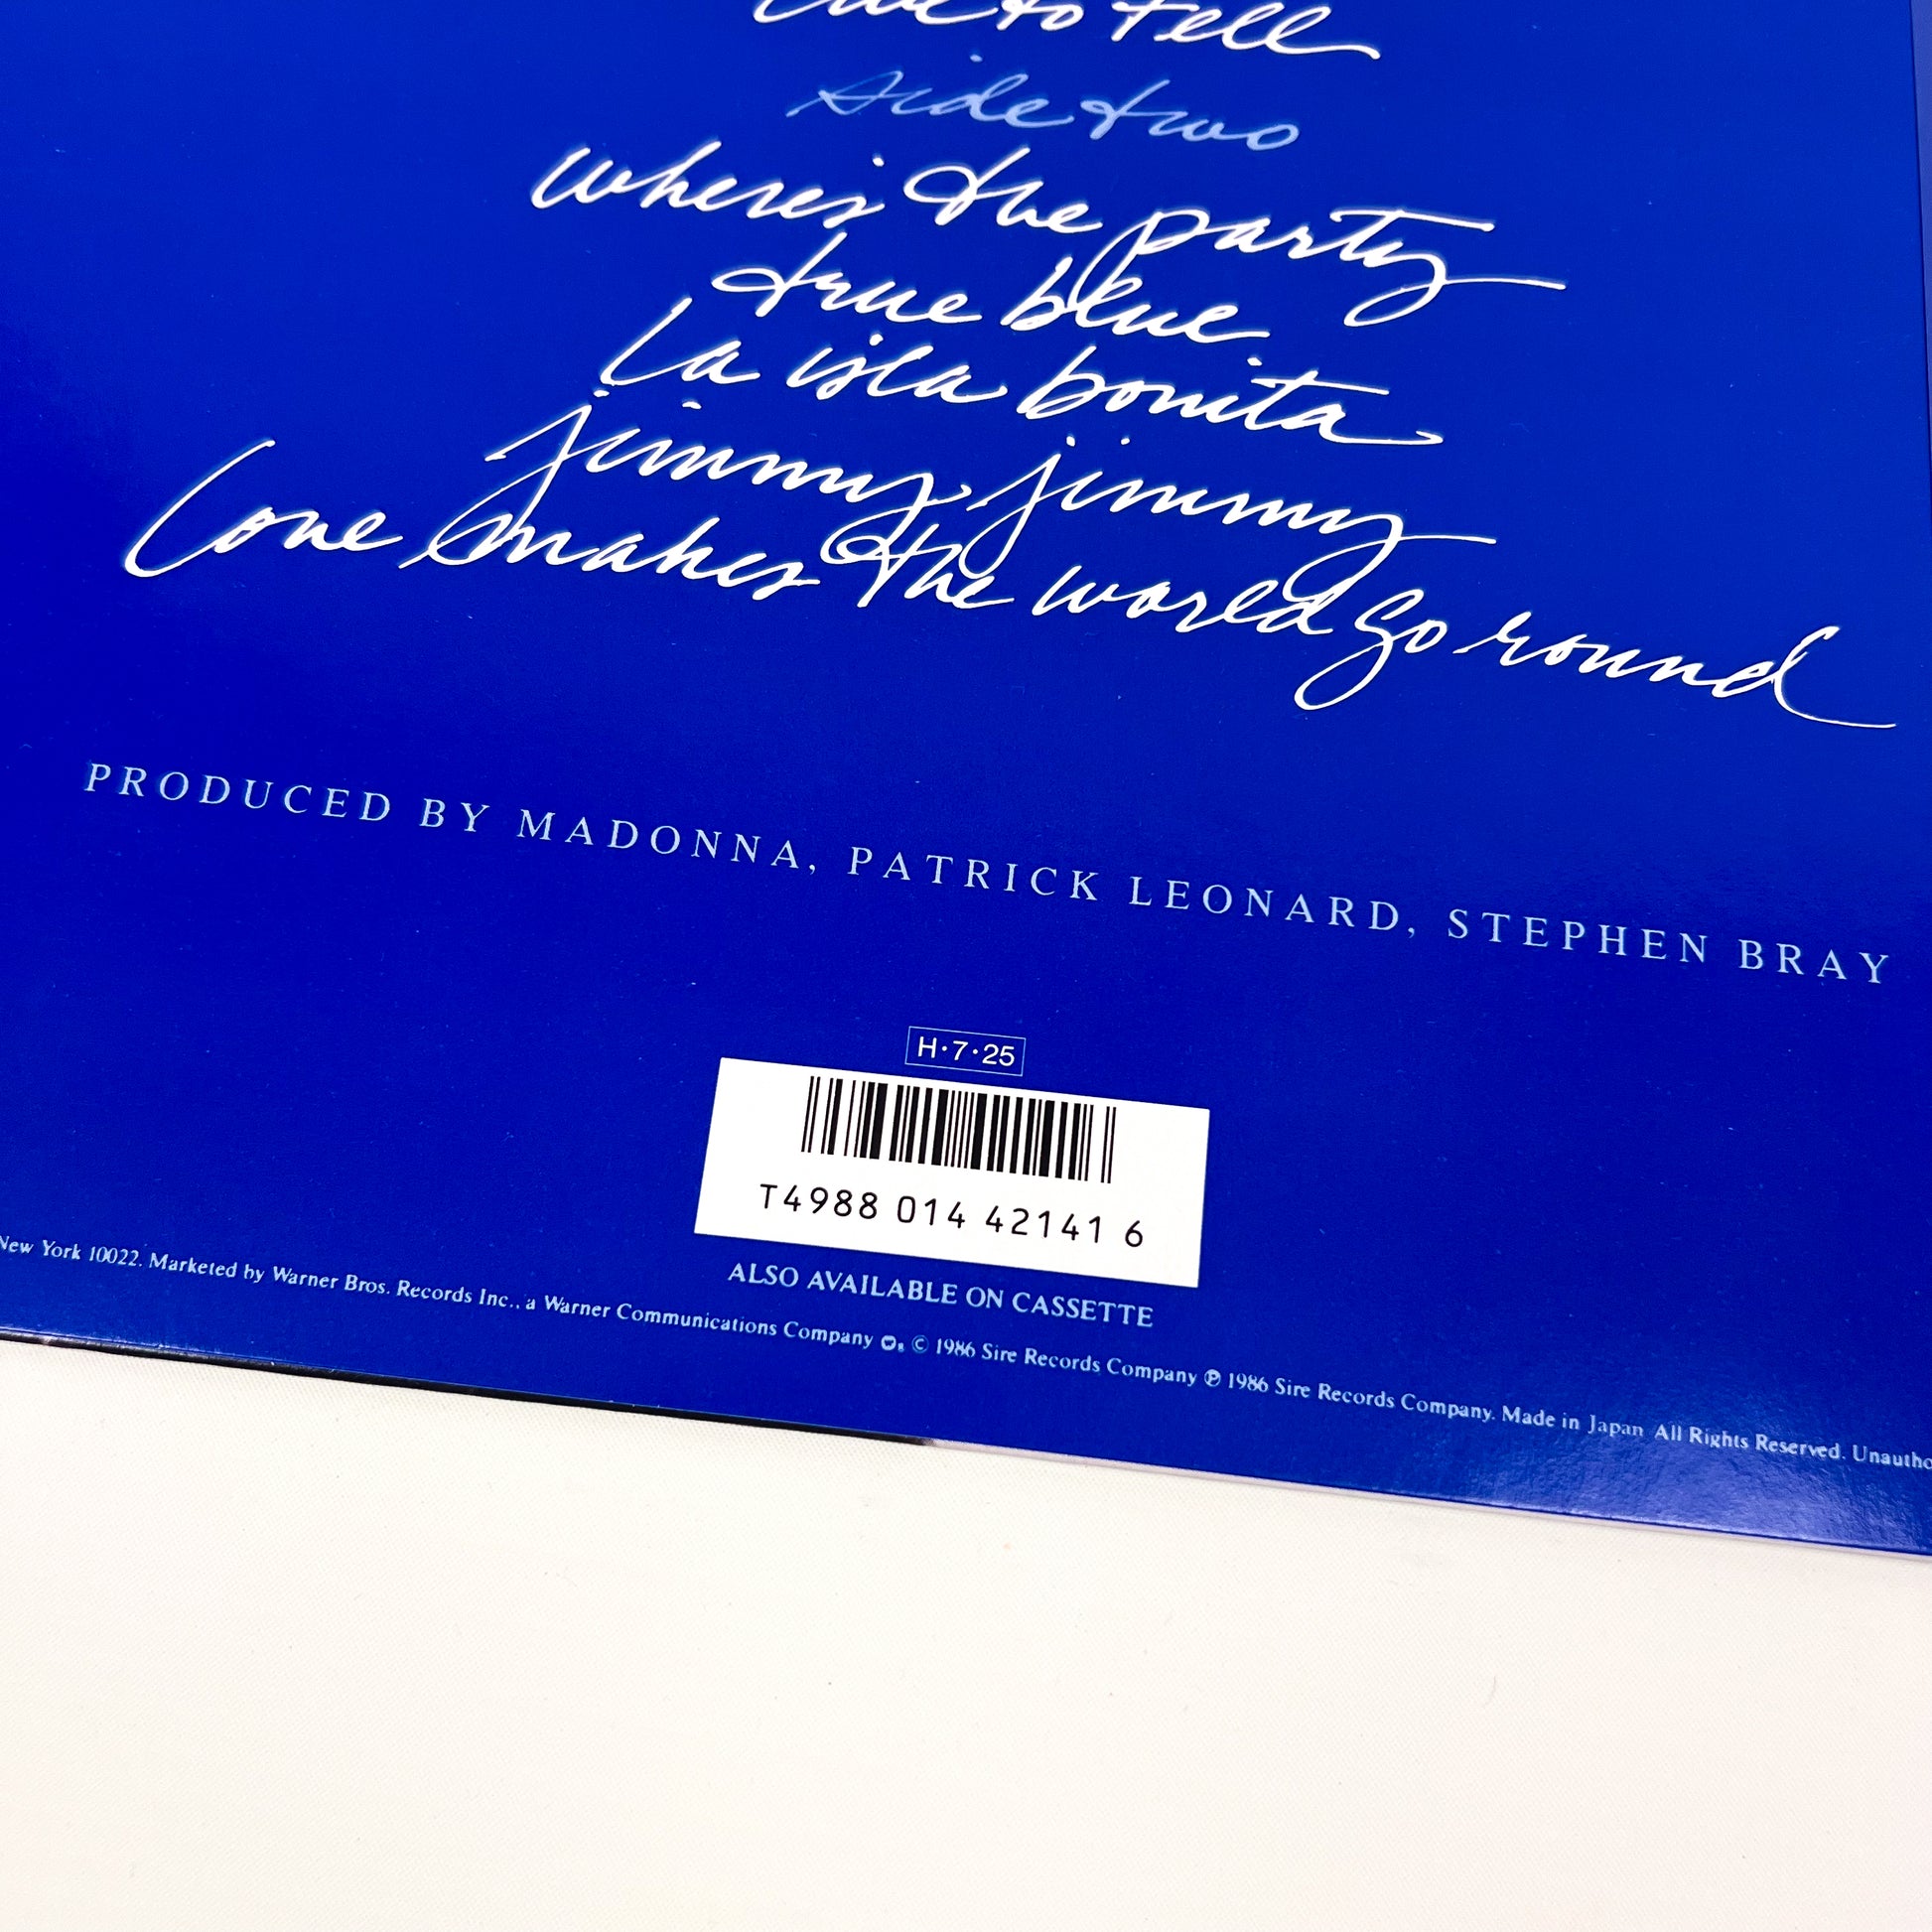 to tell
side two
where's the party
true blue
la isla bonita
jimmy jimmy
love makes the world go round
PRODUCED BY MADONNA, PATRICK LEONARD, STEPHEN BRAY
H·7·25
T4988 014 42141 6
ALSO AVAILABLE ON CASSETTE
New York 10022. Marketed by Warner Bros. Records Inc., a Warner Communications Company © 1986 Sire Records Company ℗ 1986 Sire Records Company. Made in Japan All Rights Reserved.